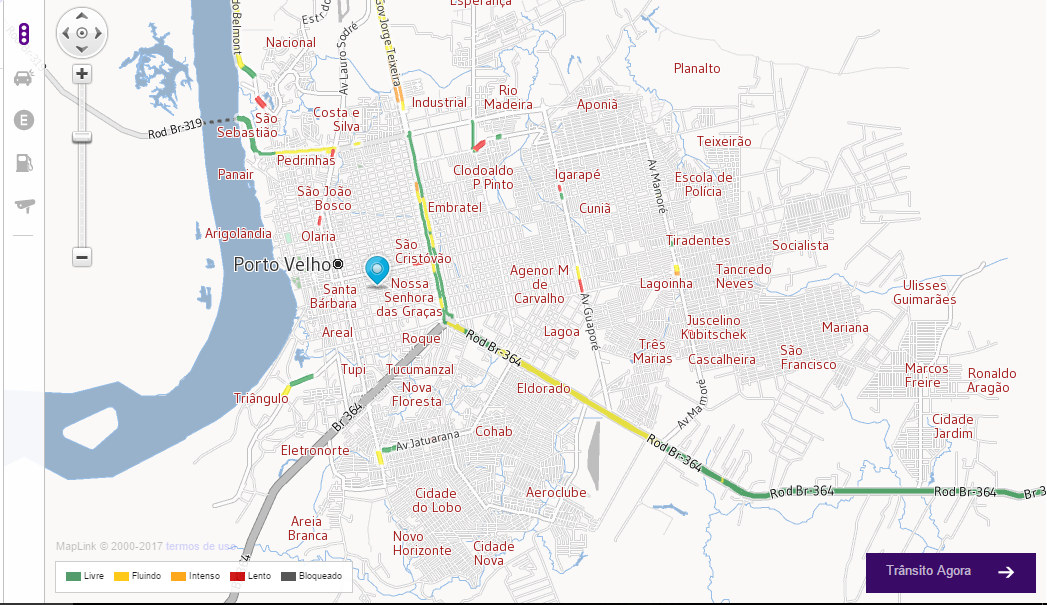 Esperança
do Belmont
Estr. do
Gov Jorge Teixeira
Nacional
Av Lauro Sodré
Planalto
Rio
Madeira
Industrial
Aponiã
Costa e
Silva
São
Sebastião
Rod Br-319
E
Teixeirão
Pedrinhas
Panair
Clodoaldo
P Pinto
Igarapé
Av Mamoré
Escola de
Polícia
São João
Bosco
Embratel
Cuniã
Arigolândia
Olaria
São
Cristovão
Tiradentes
Socialista
Porto Velho
Agenor M
de
Carvalho
Tancredo
Neves
Lagoinha
Nossa
Senhora
das Graças
Santa
Bárbara
Ulisses
Guimarães
Av Guaporé
Areal
Roque
Lagoa
Juscelino
Kubitschek
Mariana
Rod Br-364
Três
Marias
Cascalheira
São
Francisco
Tupi
Tucumanzal
Marcos
Freire
Ronaldo
Aragão
Triângulo
Nova
Floresta
Eldorado
Av Mamoré
Br 364
Cidade
Jardim
Cohab
Av Jatuarana
Eletronorte
Rod Br-364
Cidade
do Lobo
Aeroclube
Rod Br-364
Rod Br-364
Br-3
Areia
Branca
Novo
Horizonte
Cidade
Nova
MapLink © 2000-2017 termos de uso
Livre Fluindo Intenso Lento Bloqueado
Trânsito Agora